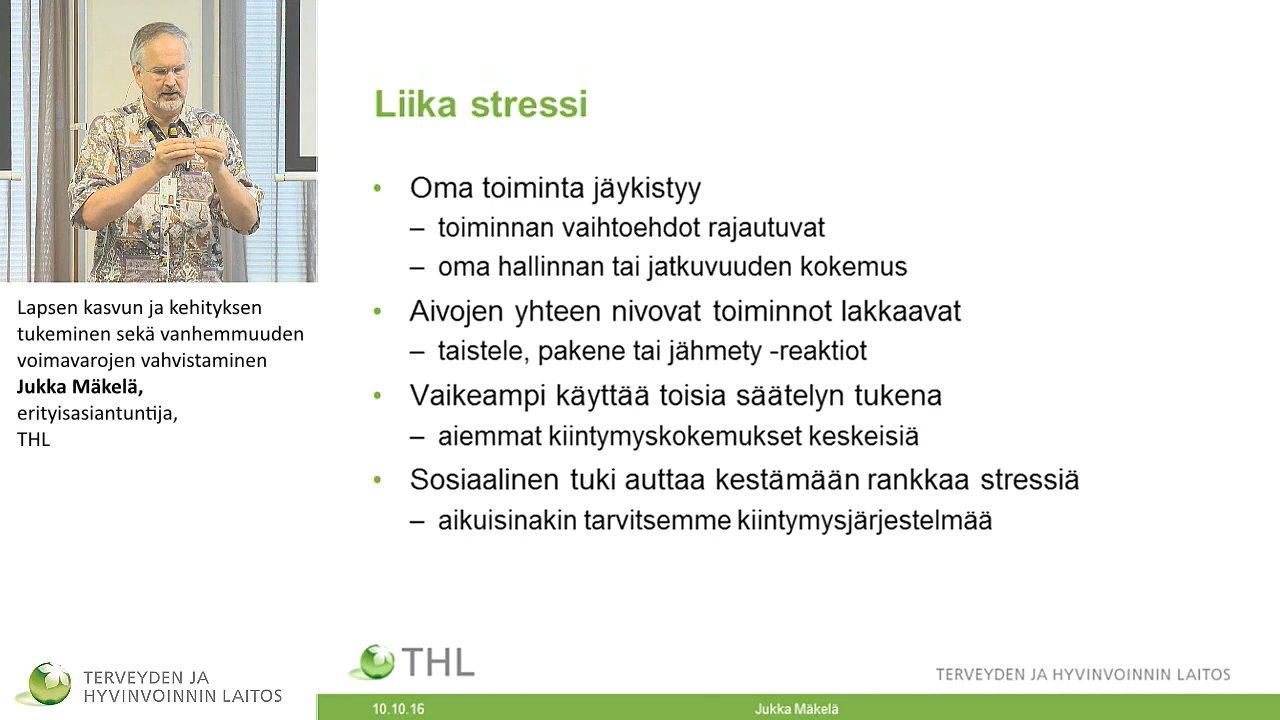 Lapsen kasvun ja kehityksen
tukeminen sekä vanhemmuuden
voimavarojen vahvistaminen
Jukka Mäkelä,
erityisasiantuntija,
THL
TERVEYDEN JA
HYVINVOINNIN LAITOS
Liika stressi
• Oma toiminta jäykistyy
– toiminnan vaihtoehdot rajautuvat
– oma hallinnan tai jatkuvuuden kokemus
• Aivojen yhteen nivovat toiminnot lakkaavat
– taistele, pakene tai jähmety -reaktiot
• Vaikeampi käyttää toisia säätelyn tukena
– aiemmat kiintymyskokemukset keskeisiä
• Sosiaalinen tuki auttaa kestämään rankkaa stressiä
– aikuisinakin tarvitsemme kiintymysjärjestelmää
THL
TERVEYDEN JA HYVINVOINNIN LAITOS
10.10.16
Jukka Mäkelä